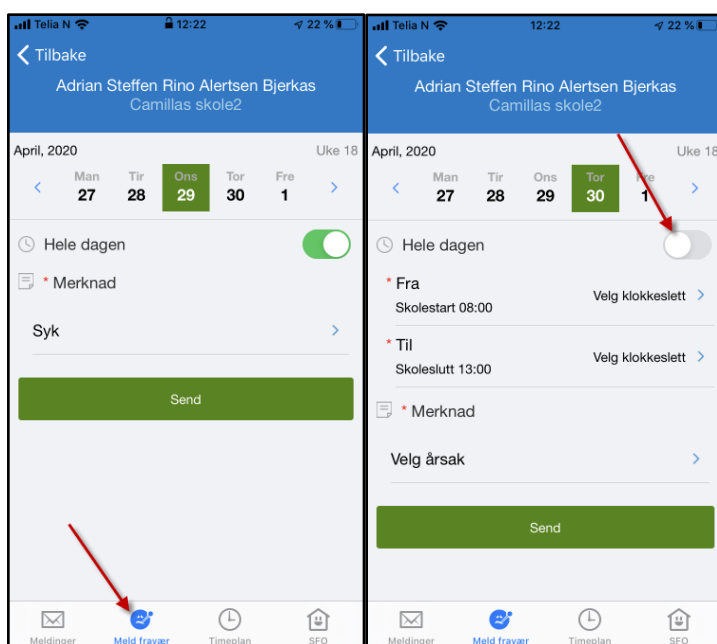 Telia N 12:22 22 %
Tilbake
Adrian Steffen Rino Alertsen Bjerkas
Camillas skole2
April, 2020 Uke 18
Man Tir Ons Tor Fre
27 28 29 30 1
Hele dagen
* Merknad
Syk
Send
Meldinger Meld fravær Timeplan SFO
Telia N 12:22 22 %
Tilbake
Adrian Steffen Rino Alertsen Bjerkas
Camillas skole2
April, 2020 Uke 18
Man Tir Ons Tor Fre
27 28 29 30 1
Hele dagen
* Fra
Skolestart 08:00 Velg klokkeslett
* Til
Skoleslutt 13:00 Velg klokkeslett
* Merknad
Velg årsak
Send
Meldinger Meld fravær Timeplan SFO